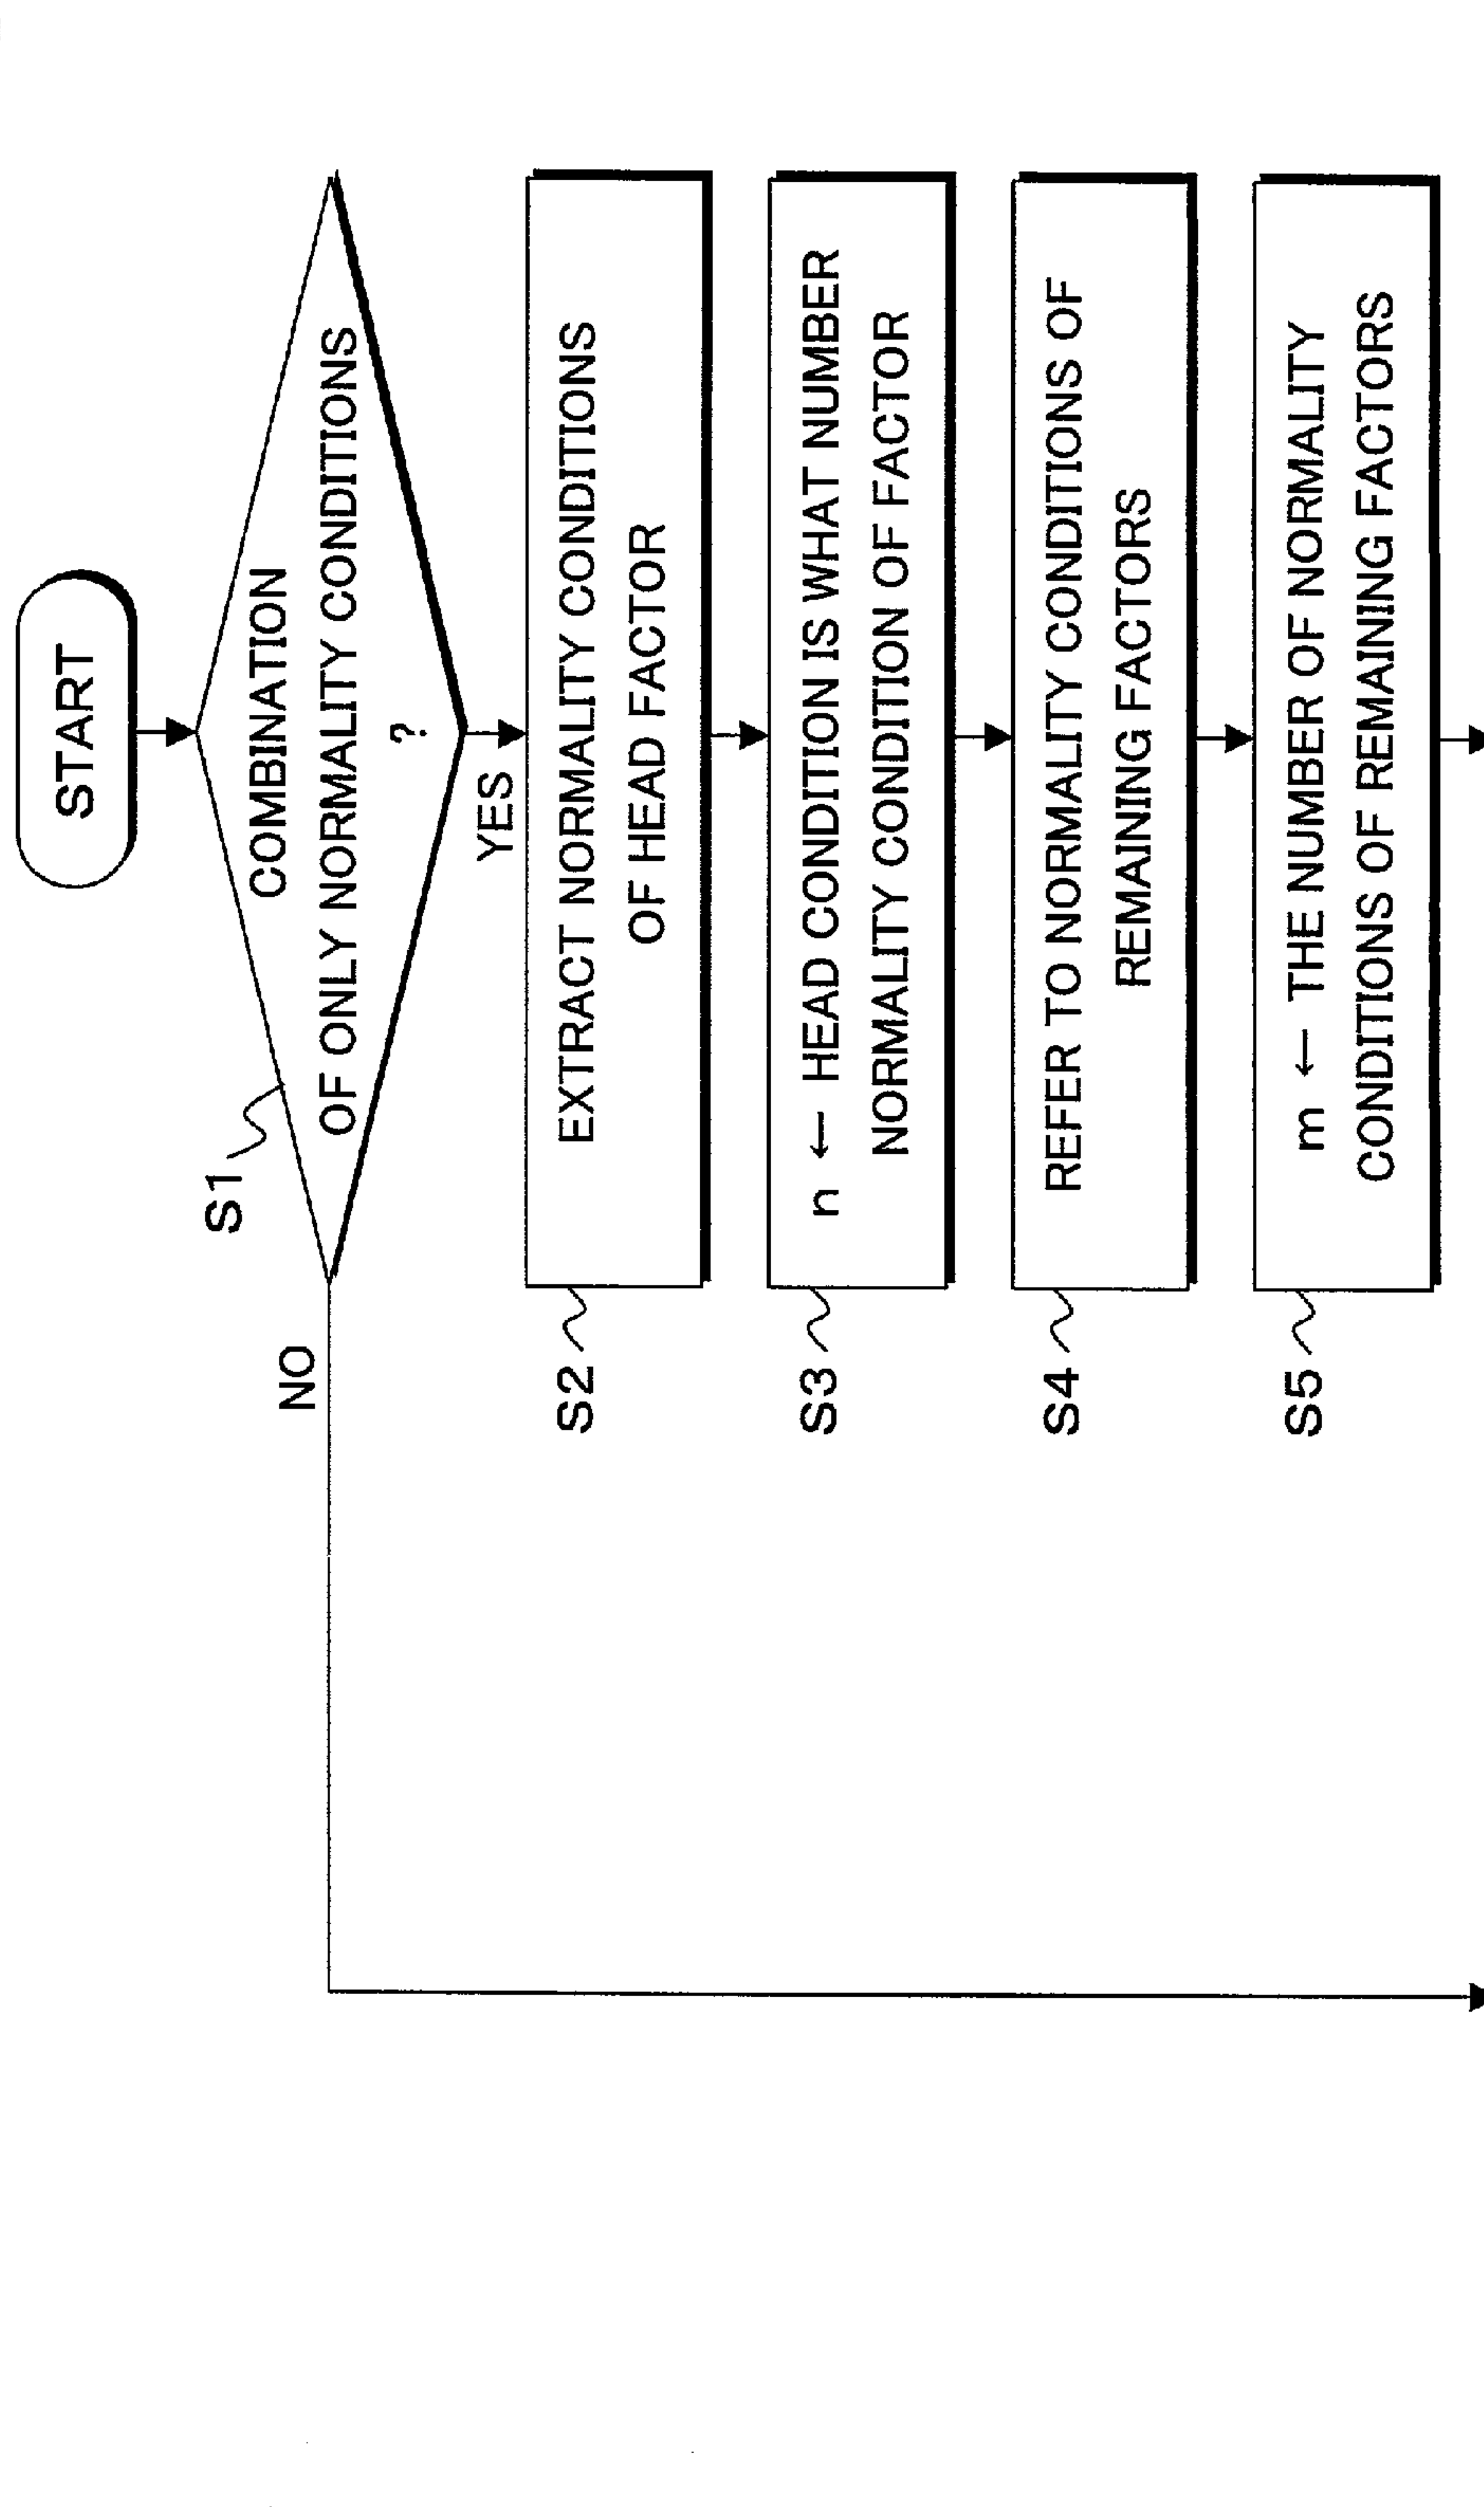 START
S1
COMBINATION
OF ONLY NORMALITY CONDITIONS
?
NO
YES
S2
EXTRACT NORMALITY CONDITIONS
OF HEAD FACTOR
S3
n ← HEAD CONDITION IS WHAT NUMBER
NORMALITY CONDITION OF FACTOR
S4
REFER TO NORMALITY CONDITIONS OF
REMAINING FACTORS
S5
m ← THE NUMBER OF NORMALITY
CONDITIONS OF REMAINING FACTORS